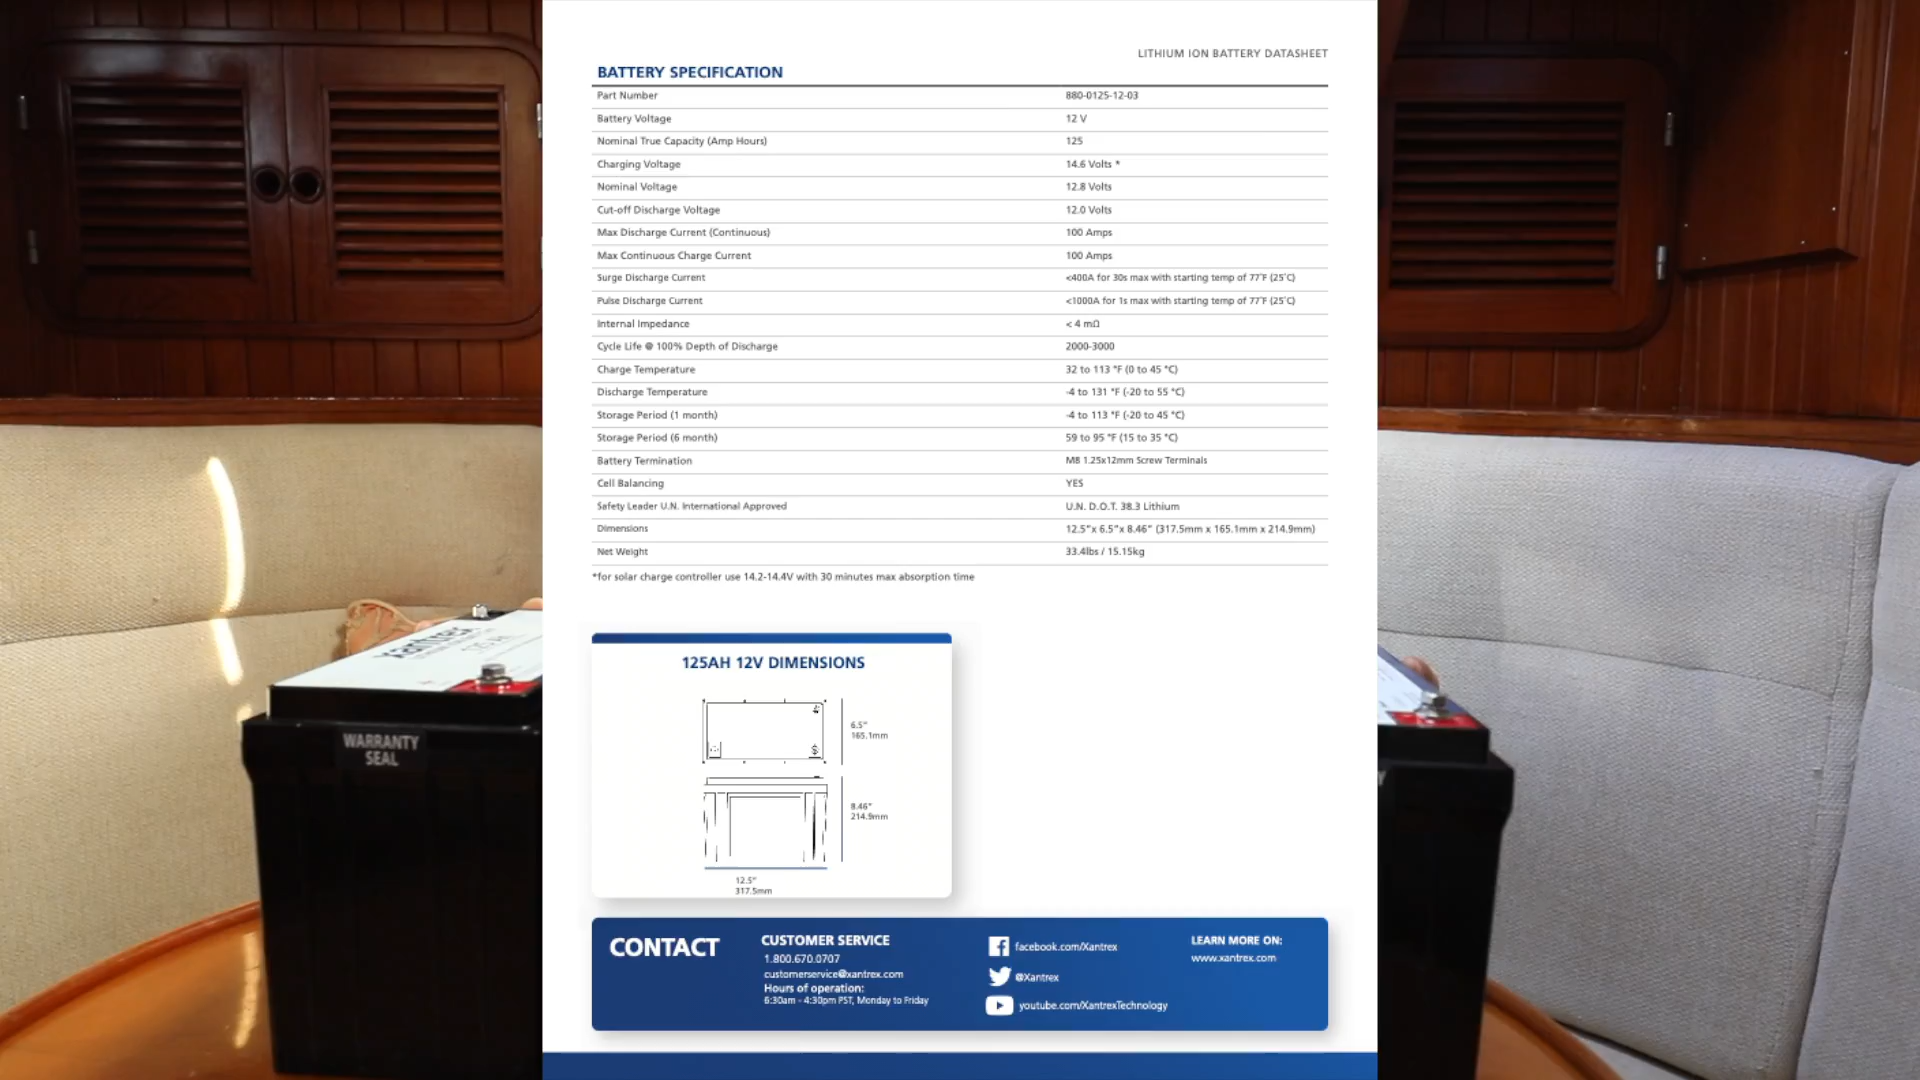 LITHIUM ION BATTERY DATASHEET
BATTERY SPECIFICATION
Part Number 880-0125-12-03
Battery Voltage 12 V
Nominal True Capacity (Amp Hours) 125
Charging Voltage 14.6 Volts *
Nominal Voltage 12.8 Volts
Cut-off Discharge Voltage 12.0 Volts
Max Discharge Current (Continuous) 100 Amps
Max Continuous Charge Current 100 Amps
Surge Discharge Current <400A for 30s max with starting temp of 77˚F (25˚C)
Pulse Discharge Current <1000A for 1s max with starting temp of 77˚F (25˚C)
Internal Impedance < 4 mΩ
Cycle Life @ 100% Depth of Discharge 2000-3000
Charge Temperature 32 to 113 °F (0 to 45 °C)
Discharge Temperature -4 to 131 °F (-20 to 55 °C)
Storage Period (1 month) -4 to 113 °F (-20 to 45 °C)
Storage Period (6 month) 59 to 95 °F (15 to 35 °C)
Battery Termination M8 1.25x12mm Screw Terminals
Cell Balancing YES
Safety Leader U.N. International Approved U.N. D.O.T. 38.3 Lithium
Dimensions 12.5”x 6.5”x 8.46” (317.5mm x 165.1mm x 214.9mm)
Net Weight 33.4lbs / 15.15kg
*for solar charge controller use 14.2-14.4V with 30 minutes max absorption time
125AH 12V DIMENSIONS
6.5”
165.1mm
8.46”
214.9mm
12.5”
317.5mm
xantrex
WARRANTY
SEAL
CONTACT
CUSTOMER SERVICE
1.800.670.0707
customerservice@xantrex.com
Hours of operation:
6:30am - 4:30pm PST, Monday to Friday
facebook.com/Xantrex
@Xantrex
youtube.com/XantrexTechnology
LEARN MORE ON:
www.xantrex.com